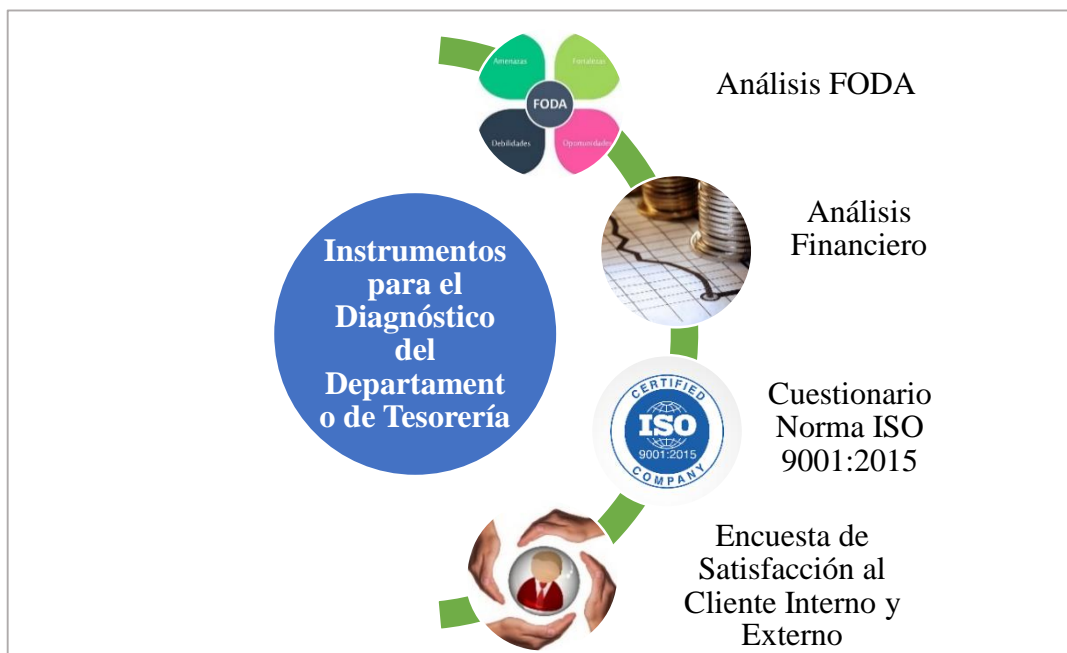 Amenazas
Fortalezas
FODA
Debilidades
Oportunidades
Análisis FODA
Análisis
Financiero
Instrumentos
para el
Diagnóstico
del
Departament
o de Tesorería
CERTIFIED
ISO
9001:2015
COMPANY
Cuestionario
Norma ISO
9001:2015
Encuesta de
Satisfacción al
Cliente Interno y
Externo